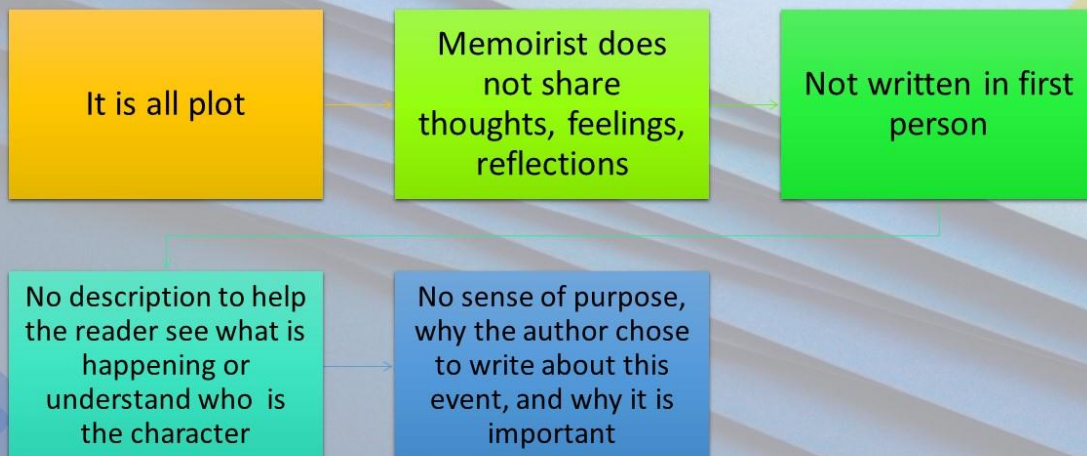 It is all plot
Memoirist does
not share
thoughts, feelings,
reflections
Not written in first
person
No description to help
the reader see what is
happening or
understand who is
the character
No sense of purpose,
why the author chose
to write about this
event, and why it is
important